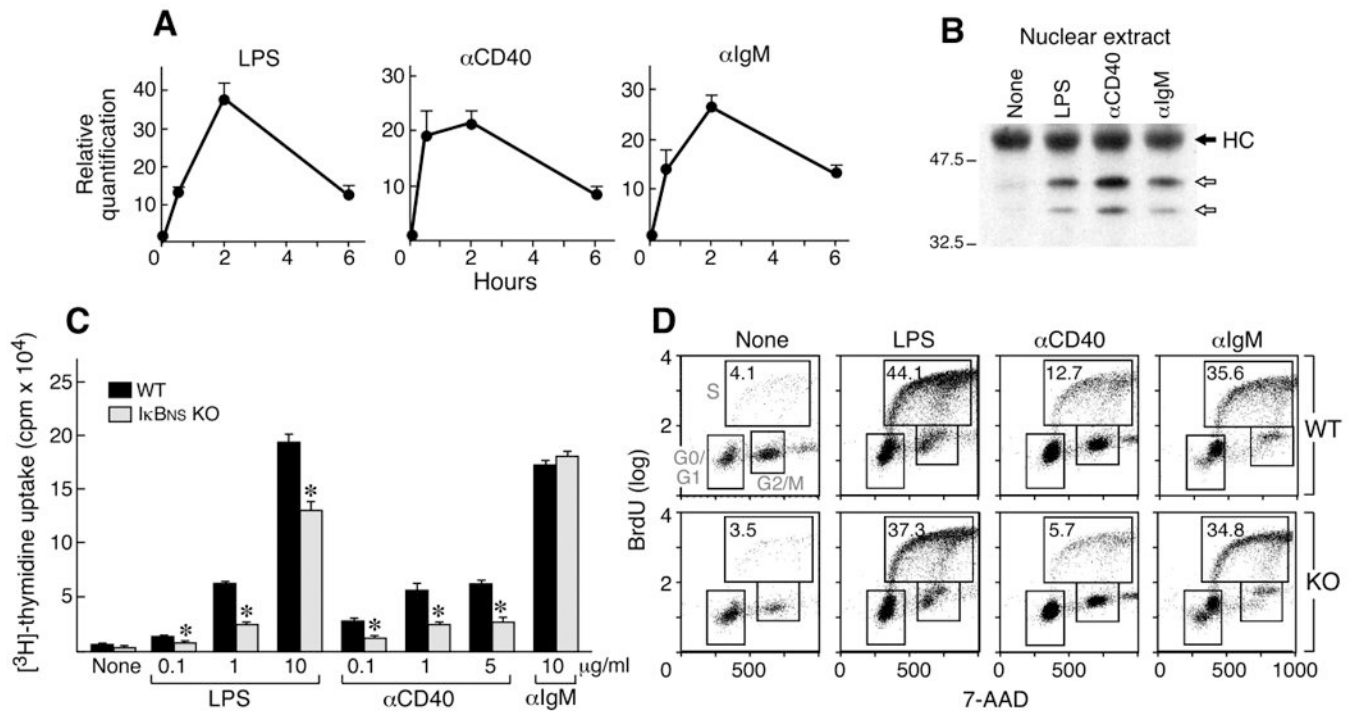 A
LPS
αCD40
αIgM
Relative
quantification
40
30
20
10
0 2 4 6
30
20
10
0 2 4 6
30
20
10
0 2 4 6
Hours
B
Nuclear extract
None
LPS
αCD40
αIgM
HC
47.5
32.5
C
[³H]-thymidine uptake (cpm x 10⁴)
25
20
15
10
5
WT
IκBNS KO
* * * * * *
None 0.1 1 10 0.1 1 5 10 μg/ml
LPS αCD40 αIgM
D
None LPS αCD40 αIgM
BrdU (log)
4
2
0
4.1
S
G0/
G1
G2/M
44.1
12.7
35.6
WT
4
2
0
3.5
37.3
5.7
34.8
KO
0 500 500 500 500 1000
7-AAD